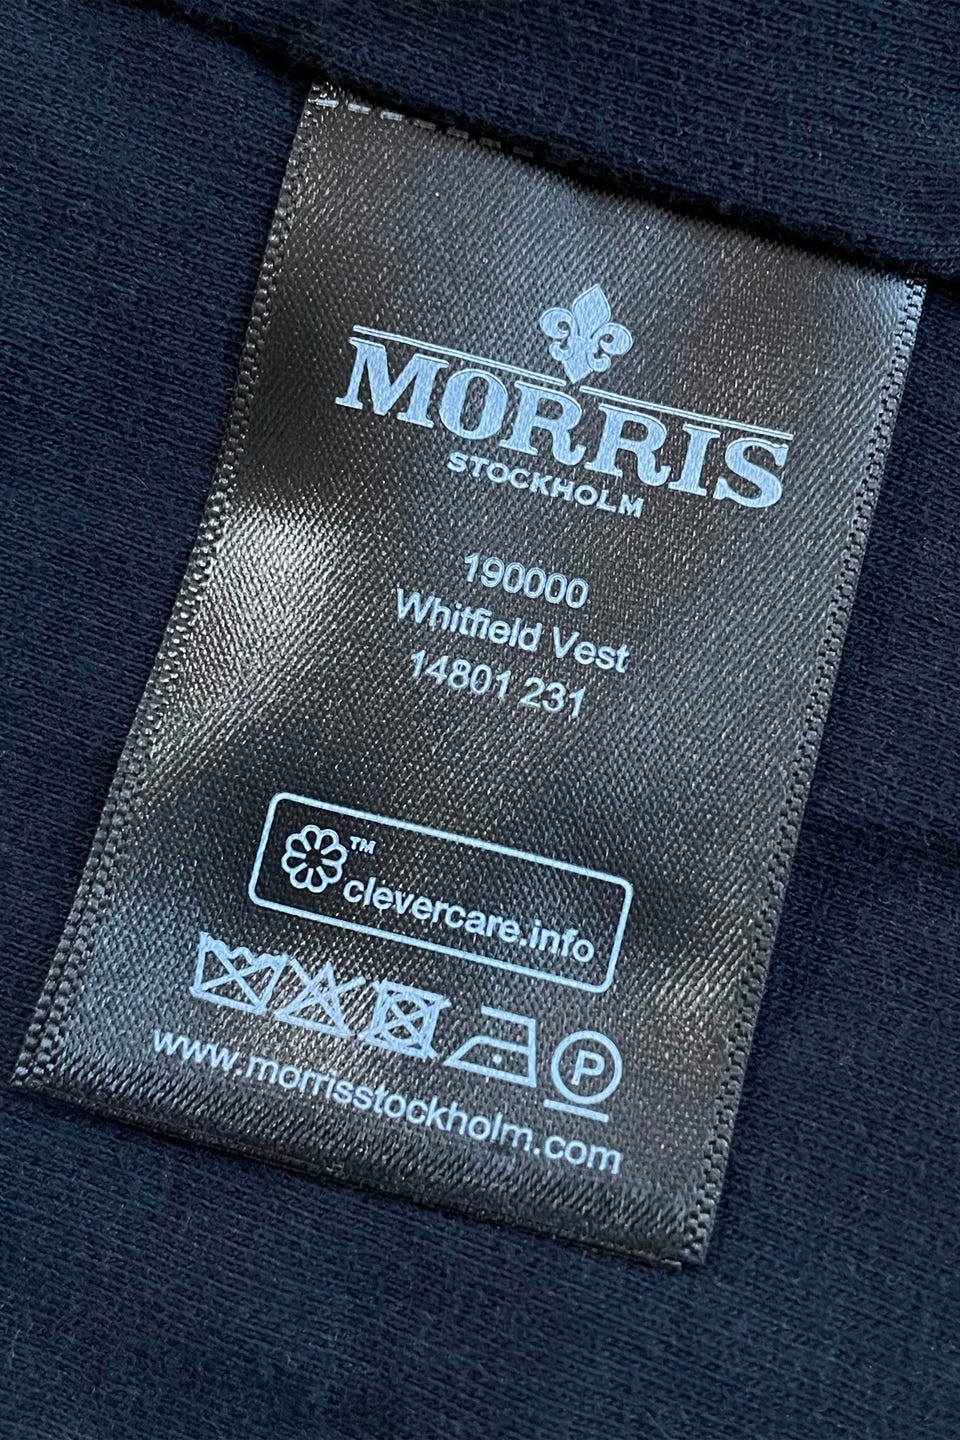 MORRIS
STOCKHOLM
190000
Whitfield Vest
14801 231
™
clevercare.info
P
www.morrisstockholm.com